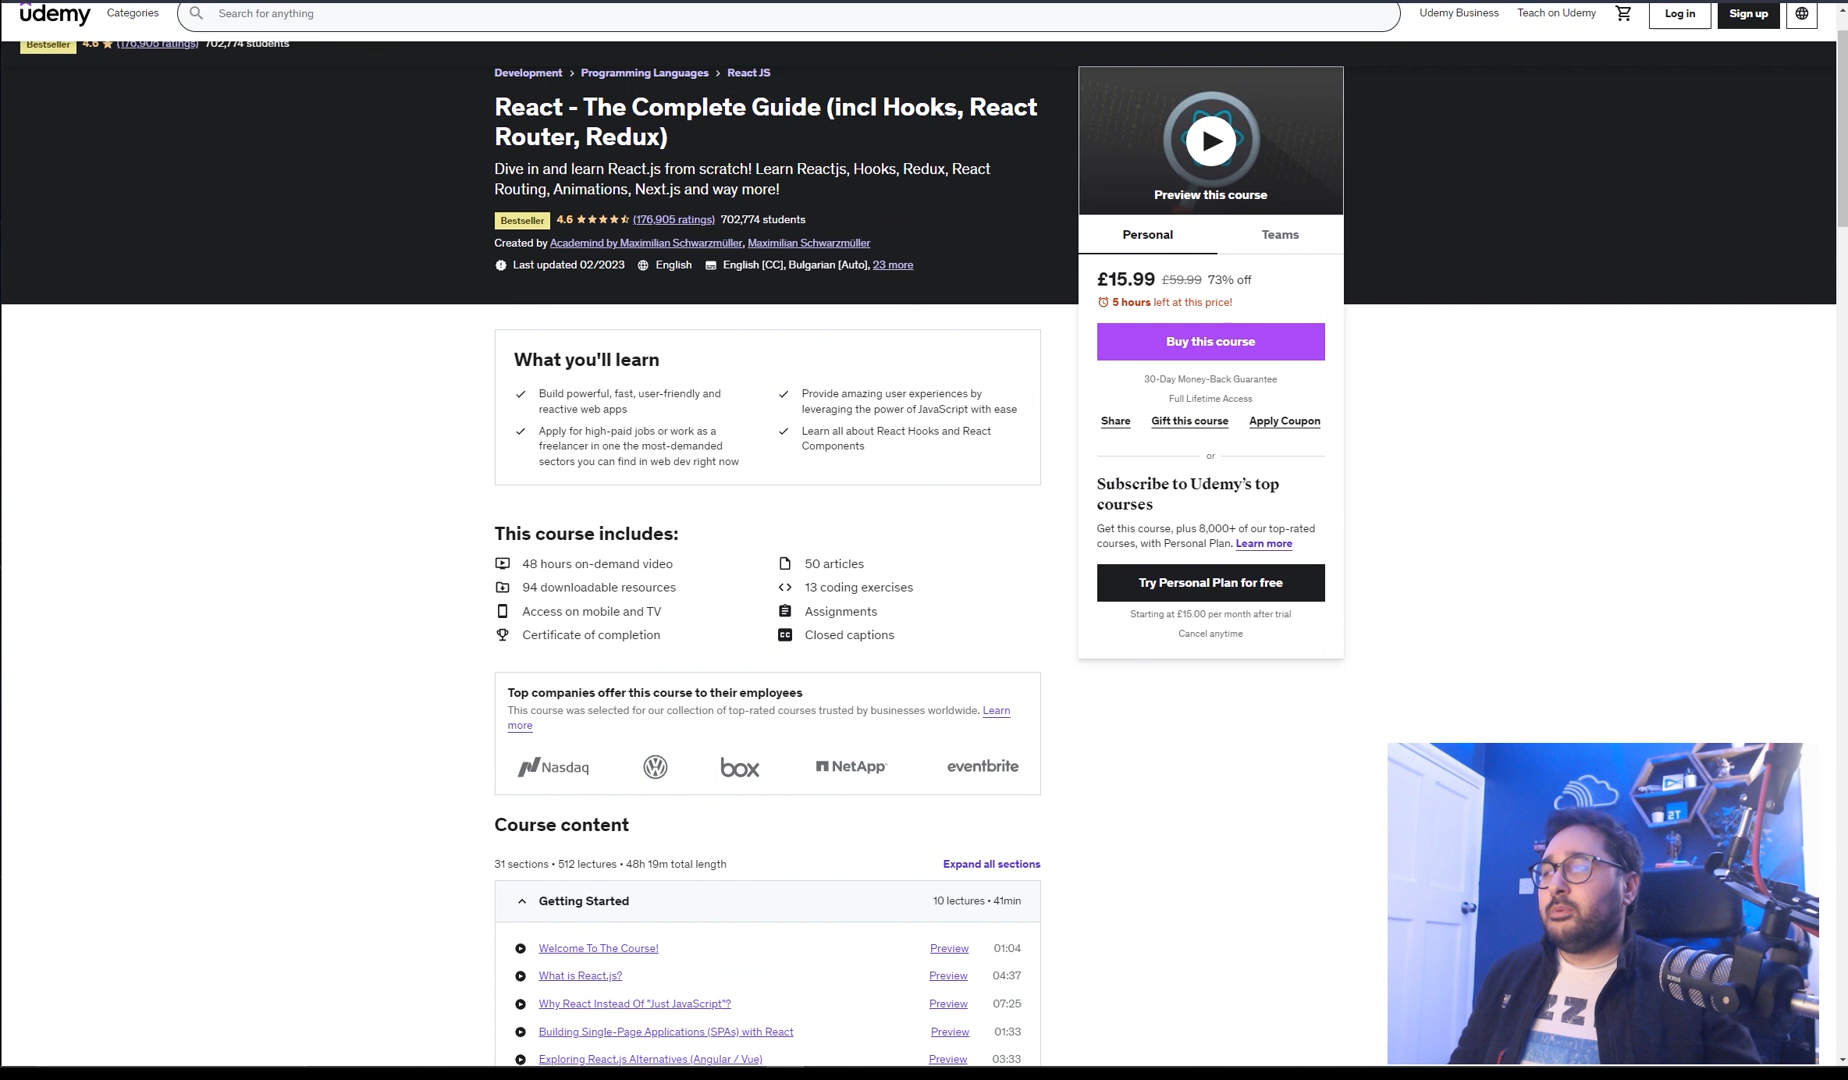 udemy Categories Search for anything Udemy Business Teach on Udemy Log in Sign up
Bestseller 4.6 (176,905 ratings) 702,774 students
Development > Programming Languages > React JS
React - The Complete Guide (incl Hooks, React
Router, Redux)
Dive in and learn React.js from scratch! Learn Reactjs, Hooks, Redux, React
Routing, Animations, Next.js and way more!
Bestseller 4.6 (176,905 ratings) 702,774 students
Created by Academind by Maximilian Schwarzmüller, Maximilian Schwarzmüller
Last updated 02/2023 English English [CC], Bulgarian [Auto], 23 more
Preview this course
Personal Teams
£15.99 £59.99 73% off
5 hours left at this price!
Buy this course
30-Day Money-Back Guarantee
Full Lifetime Access
Share Gift this course Apply Coupon
or
Subscribe to Udemy's top
courses
Get this course, plus 8,000+ of our top-rated
courses, with Personal Plan. Learn more
Try Personal Plan for free
Starting at £15.00 per month after trial
Cancel anytime
What you'll learn
Build powerful, fast, user-friendly and
reactive web apps
Provide amazing user experiences by
leveraging the power of JavaScript with ease
Apply for high-paid jobs or work as a
freelancer in one the most-demanded
sectors you can find in web dev right now
Learn all about React Hooks and React
Components
This course includes:
48 hours on-demand video
50 articles
94 downloadable resources
13 coding exercises
Access on mobile and TV
Assignments
Certificate of completion
CC Closed captions
Top companies offer this course to their employees
This course was selected for our collection of top-rated courses trusted by businesses worldwide. Learn
more
Nasdaq box NetApp eventbrite
Course content
31 sections • 512 lectures • 48h 19m total length Expand all sections
Getting Started 10 lectures • 41min
Welcome To The Course! Preview 01:04
What is React.js? Preview 04:37
Why React Instead Of "Just JavaScript"? Preview 07:25
Building Single-Page Applications (SPAs) with React Preview 01:33
Exploring React.js Alternatives (Angular / Vue) Preview 03:33